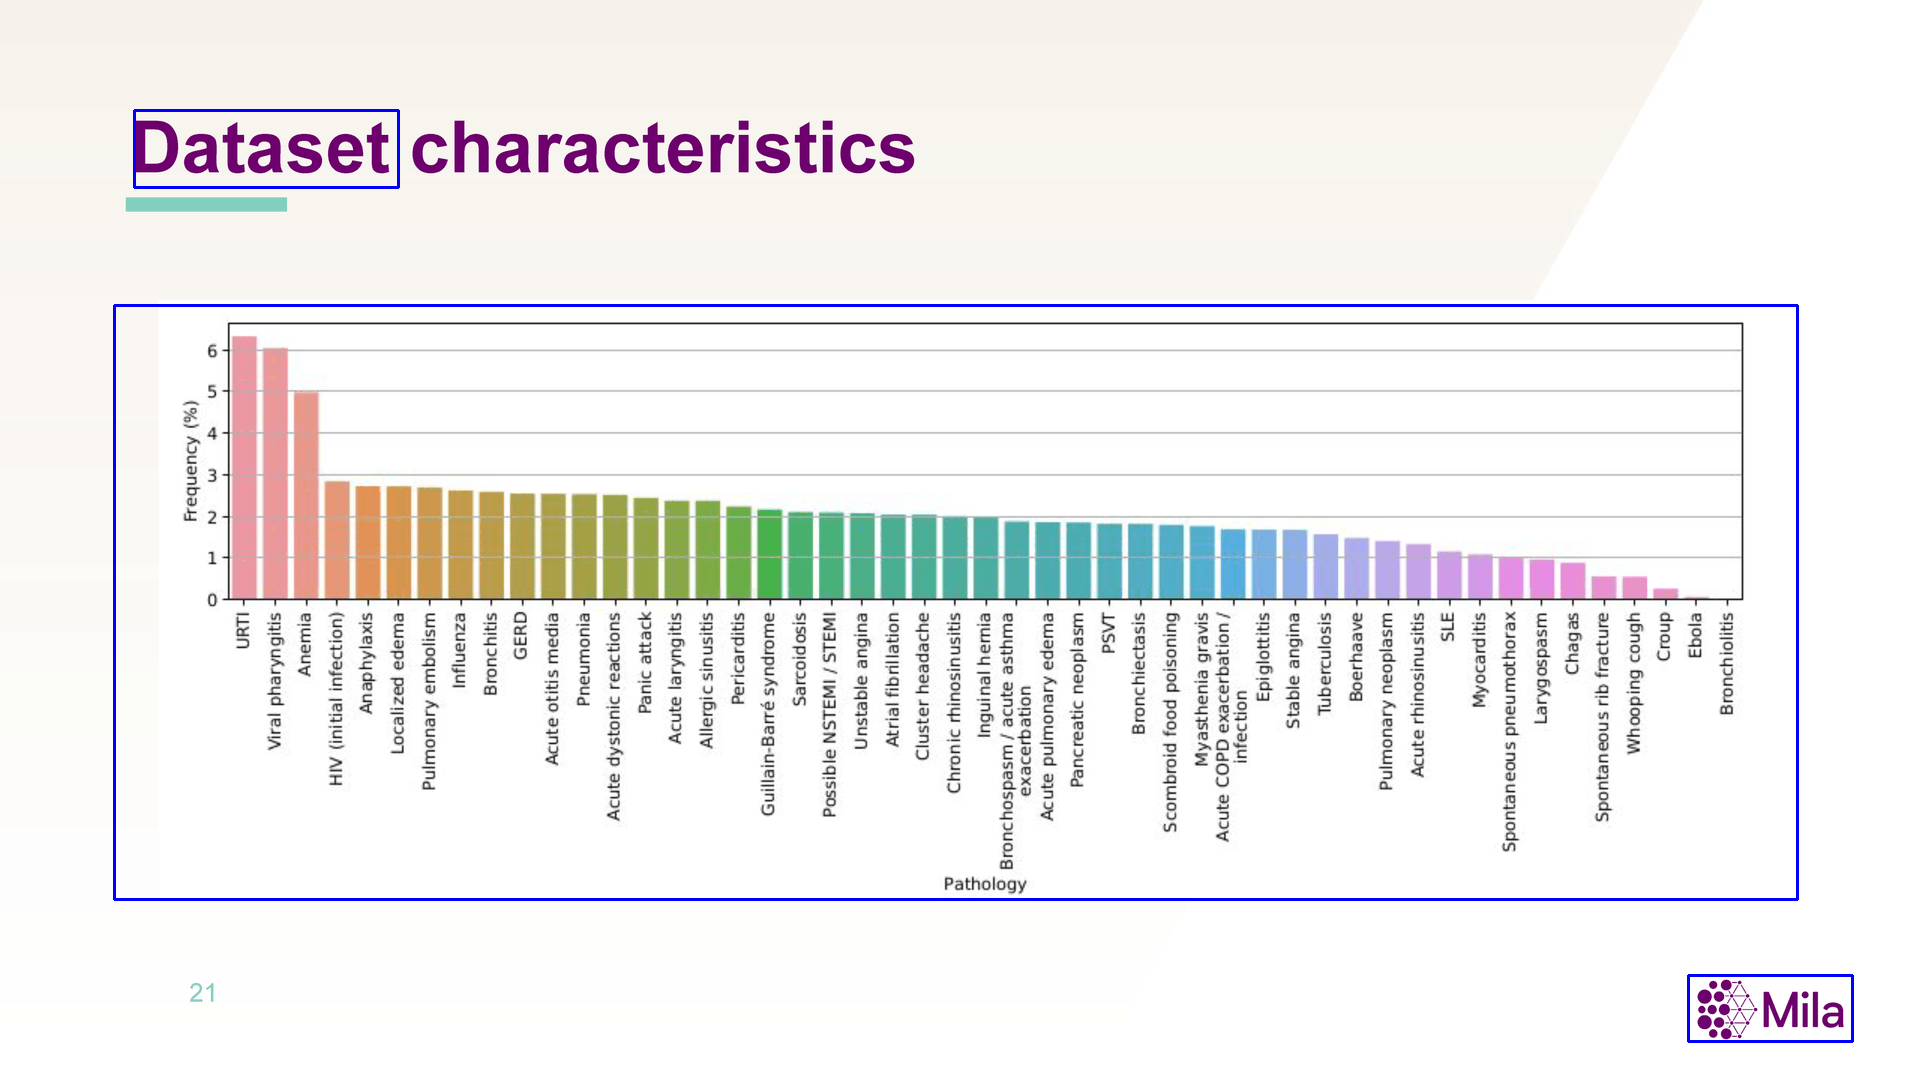 Dataset characteristics
6
5
4
3
2
1
0
Frequency (%)
URTI
Viral pharyngitis
Anemia
HIV (initial infection)
Anaphylaxis
Localized edema
Pulmonary embolism
Influenza
Bronchitis
GERD
Acute otitis media
Pneumonia
Acute dystonic reactions
Panic attack
Acute laryngitis
Allergic sinusitis
Pericarditis
Guillain-Barré syndrome
Sarcoidosis
Possible NSTEMI / STEMI
Unstable angina
Atrial fibrillation
Cluster headache
Chronic rhinosinusitis
Inguinal hernia
Bronchospasm / acute asthma
exacerbation
Acute pulmonary edema
Pancreatic neoplasm
PSVT
Bronchiectasis
Scombroid food poisoning
Myasthenia gravis
Acute COPD exacerbation /
infection
Epiglottitis
Stable angina
Tuberculosis
Boerhaave
Pulmonary neoplasm
Acute rhinosinusitis
SLE
Myocarditis
Spontaneous pneumothorax
Larygospasm
Chagas
Spontaneous rib fracture
Whooping cough
Croup
Ebola
Bronchiolitis
Pathology
21
Mila